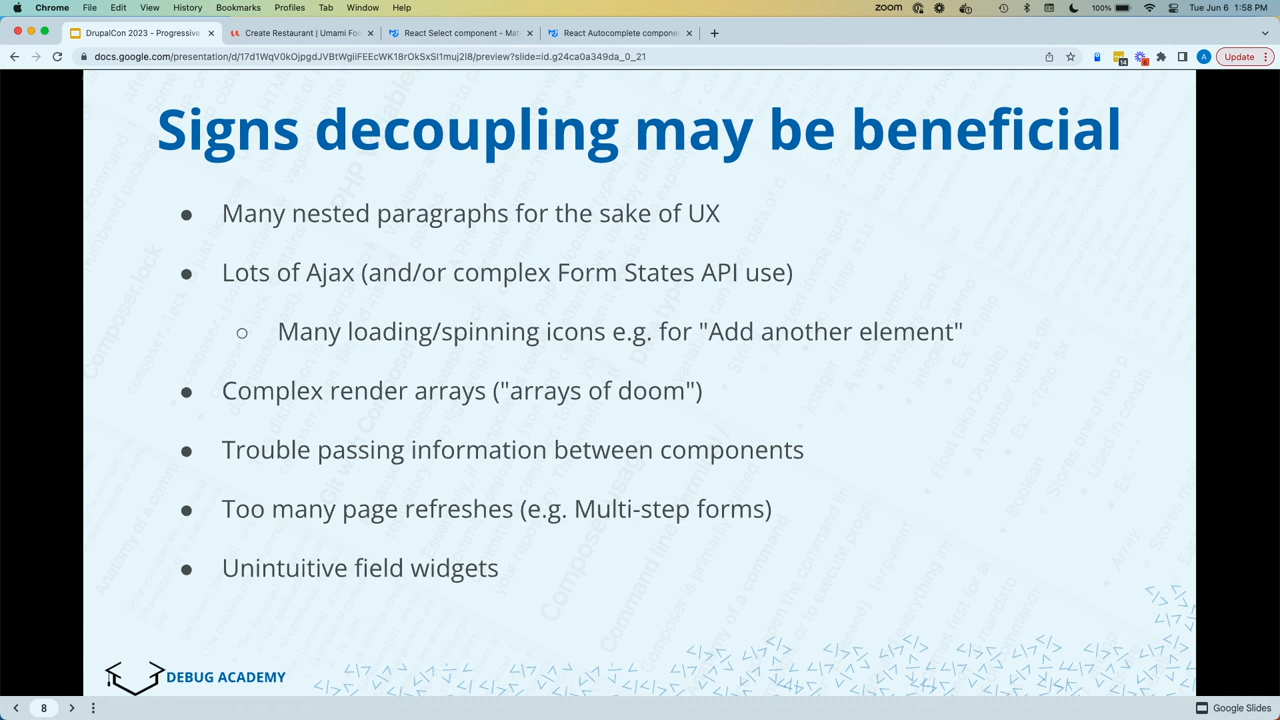 Chrome File Edit View History Bookmarks Profiles Tab Window Help zoom 100% Tue Jun 6 1:58 PM
DrupalCon 2023 - Progressive Create Restaurant | Umami Foo React Select component - Mat React Autocomplete compone
docs.google.com/presentation/d/17d1WqV0kOjpgdJVBtWgiiFEEcWK18rOkSxSI1muj2l8/preview?slide=id.g24ca0a349da_0_21 14 6 A Update
Signs decoupling may be beneficial
● Many nested paragraphs for the sake of UX
● Lots of Ajax (and/or complex Form States API use)
○ Many loading/spinning icons e.g. for "Add another element"
● Complex render arrays ("arrays of doom")
● Trouble passing information between components
● Too many page refreshes (e.g. Multi-step forms)
● Unintuitive field widgets
DEBUG ACADEMY
8 Google Slides